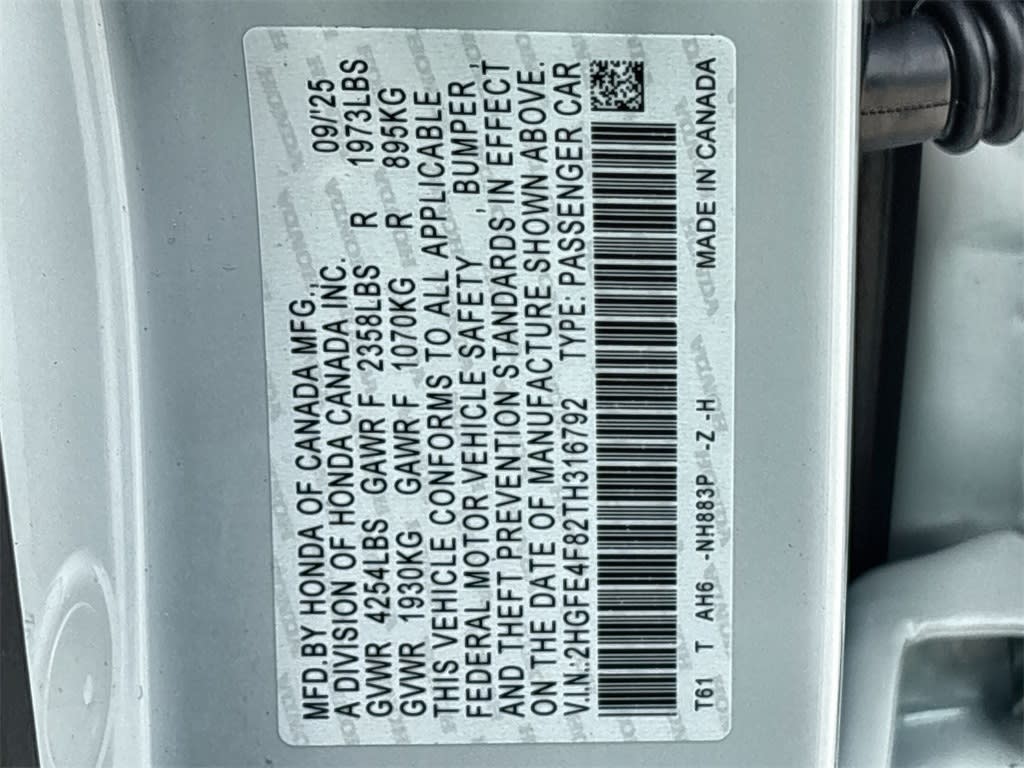 MFD.BY HONDA OF CANADA MFG., 09/'25
A DIVISION OF HONDA CANADA INC.
GVWR 4254LBS GAWR F 2358LBS R 1973LBS
GVWR 1930KG GAWR F 1070KG R 895KG
THIS VEHICLE CONFORMS TO ALL APPLICABLE
FEDERAL MOTOR VEHICLE SAFETY , BUMPER ,
AND THEFT PREVENTION STANDARDS IN EFFECT
ON THE DATE OF MANUFACTURE SHOWN ABOVE.
V.I.N.:2HGFE4F82TH316792 TYPE: PASSENGER CAR
T61 T AH6 -NH883P -Z -H MADE IN CANADA